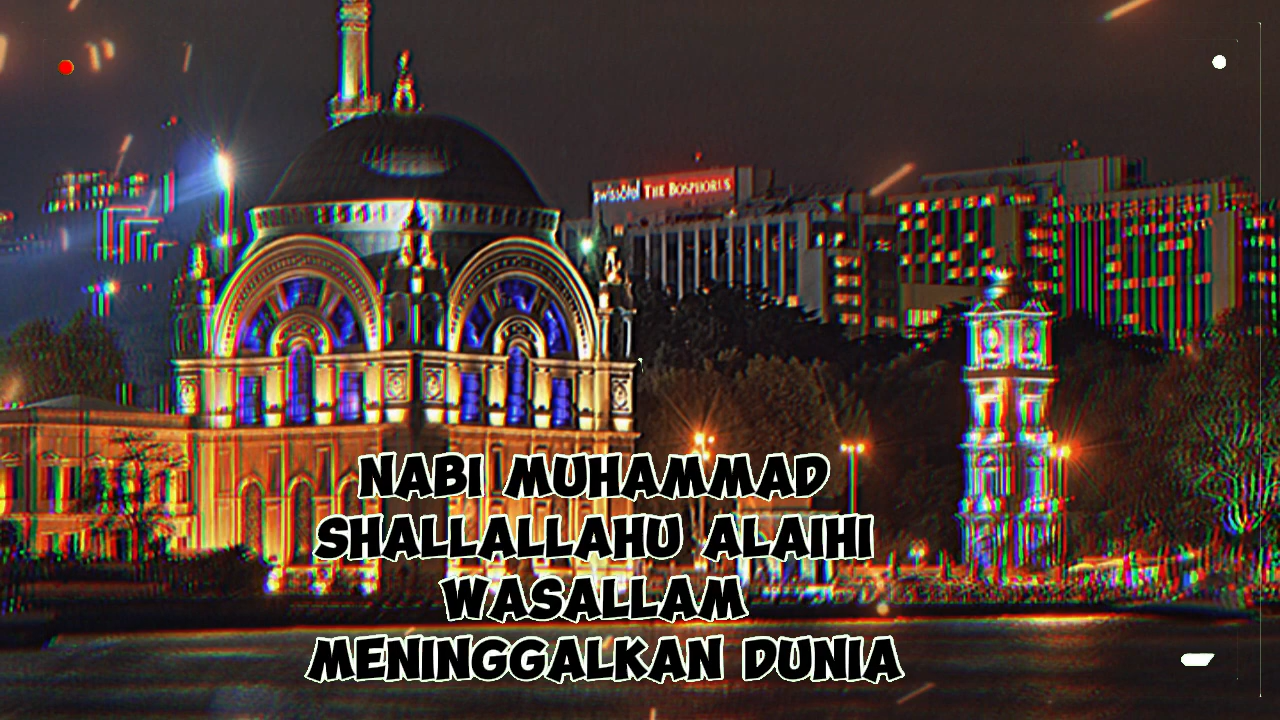 swissôtel THE BOSPHORUS
NABI MUHAMMAD
SHALLALLAHU ALAIHI
WASALLAM
MENINGGALKAN DUNIA